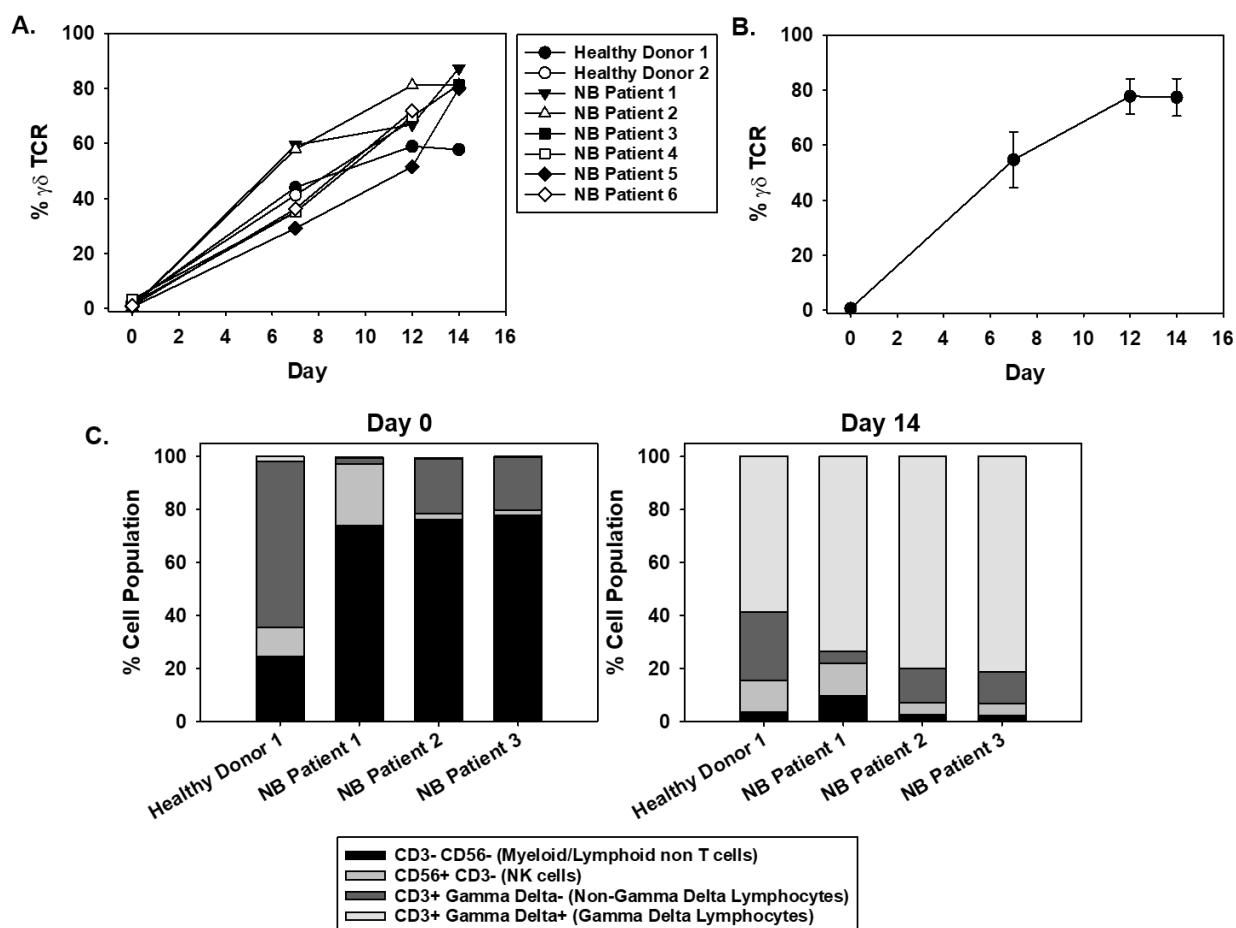 A.
% γδ TCR
100
80
60
40
20
0
0 2 4 6 8 10 12 14 16
Day
Healthy Donor 1
Healthy Donor 2
NB Patient 1
NB Patient 2
NB Patient 3
NB Patient 4
NB Patient 5
NB Patient 6
B.
% γδ TCR
100
80
60
40
20
0
0 2 4 6 8 10 12 14 16
Day
C.
Day 0
% Cell Population
100
80
60
40
20
0
Healthy Donor 1
NB Patient 1
NB Patient 2
NB Patient 3
Day 14
% Cell Population
100
80
60
40
20
0
Healthy Donor 1
NB Patient 1
NB Patient 2
NB Patient 3
CD3- CD56- (Myeloid/Lymphoid non T cells)
CD56+ CD3- (NK cells)
CD3+ Gamma Delta- (Non-Gamma Delta Lymphocytes)
CD3+ Gamma Delta+ (Gamma Delta Lymphocytes)